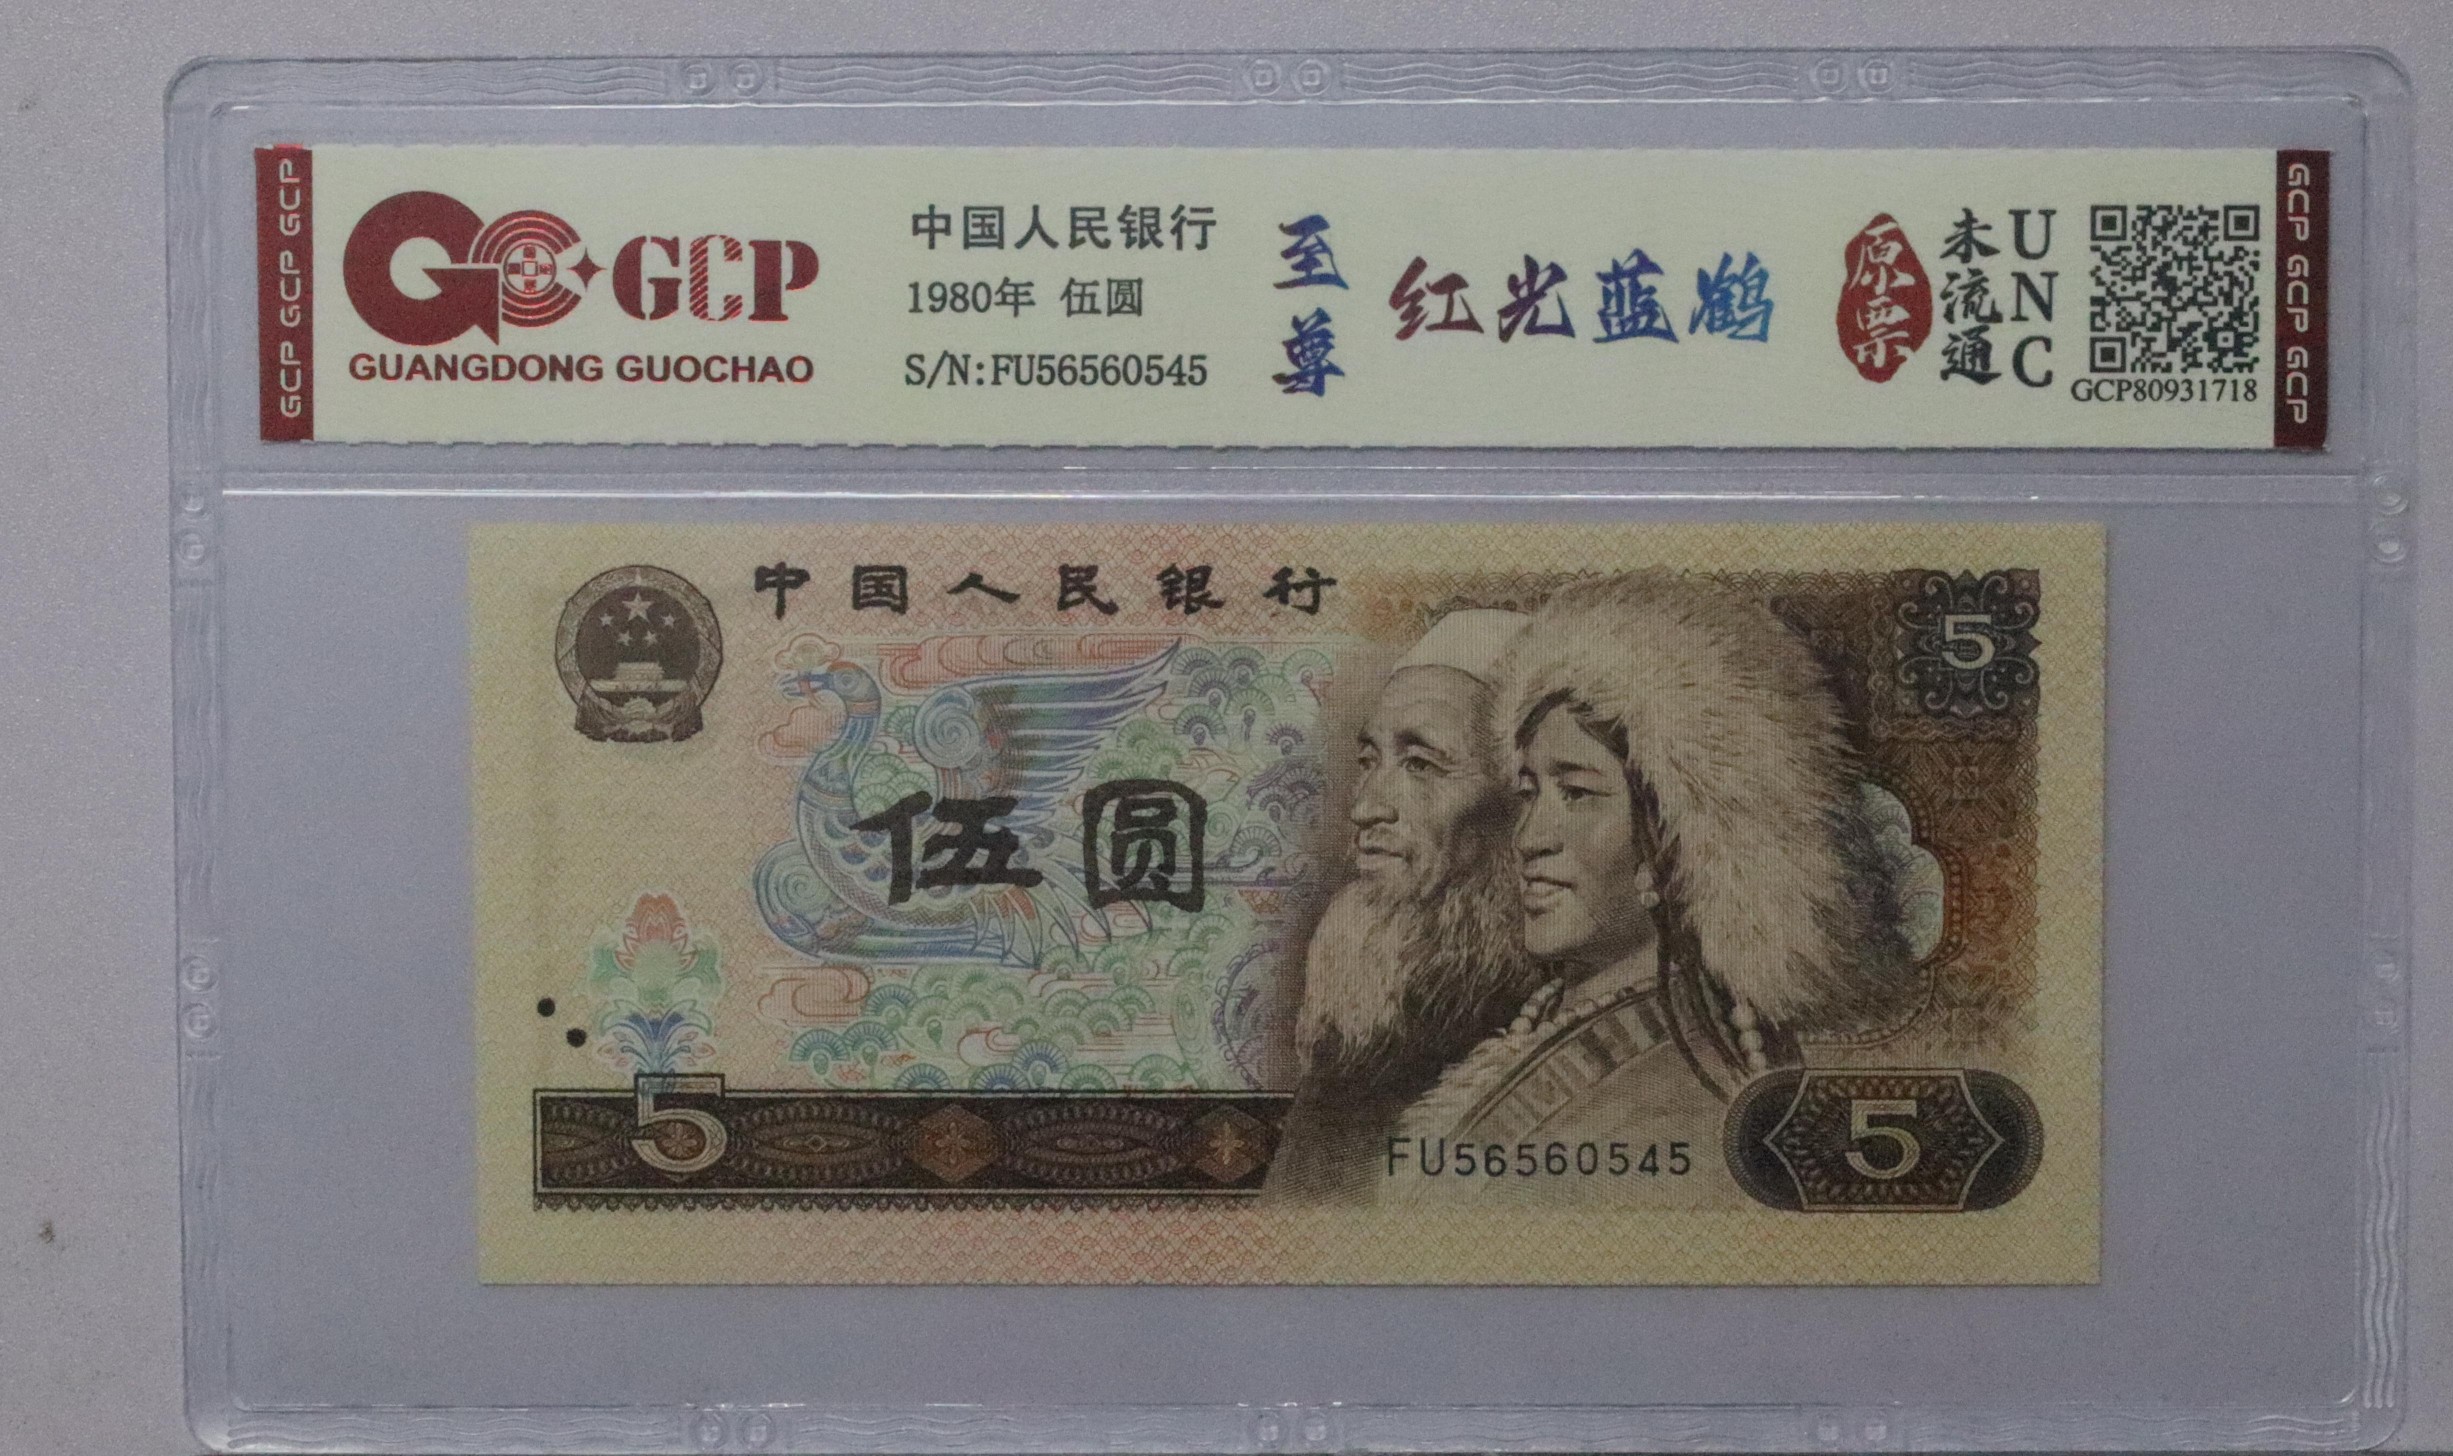 GCP GCP GCP
GCP
GUANGDONG GUOCHAO
中国人民银行
1980年 伍圆
S/N:FU56560545
至尊
红光蓝鹤
原票
未流通
UNC
GCP80931718
GCP GCP GCP
中国人民银行
5
伍圆
5
FU56560545
5